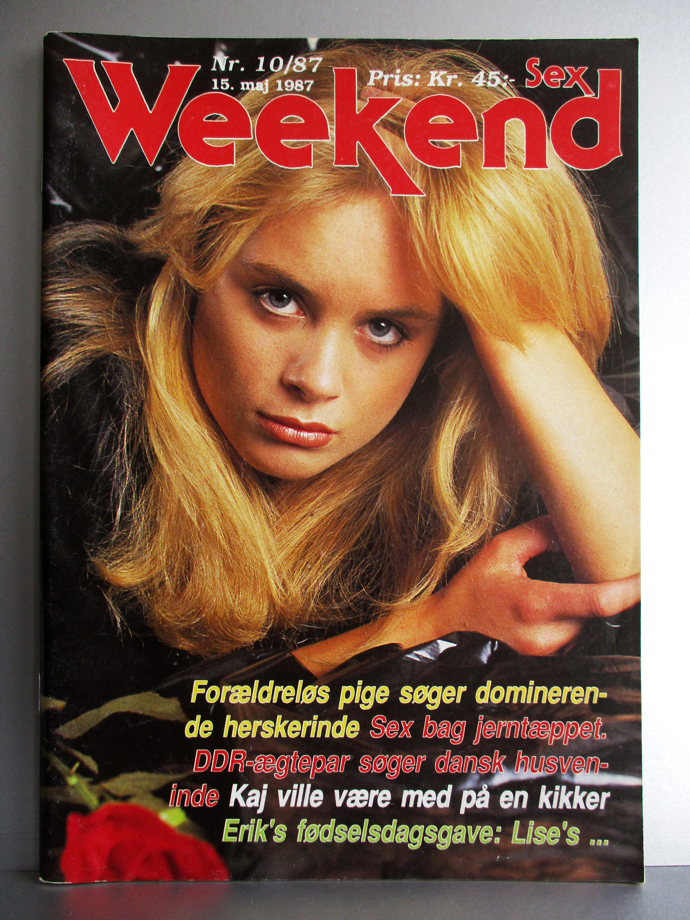 Nr. 10/87
15. maj 1987
Pris: Kr. 45:-
Sex
Weekend
Forældreløs pige søger domineren-
de herskerinde Sex bag jerntæppet.
DDR-ægtepar søger dansk husven-
inde Kaj ville være med på en kikker
Erik's fødselsdagsgave: Lise's ...